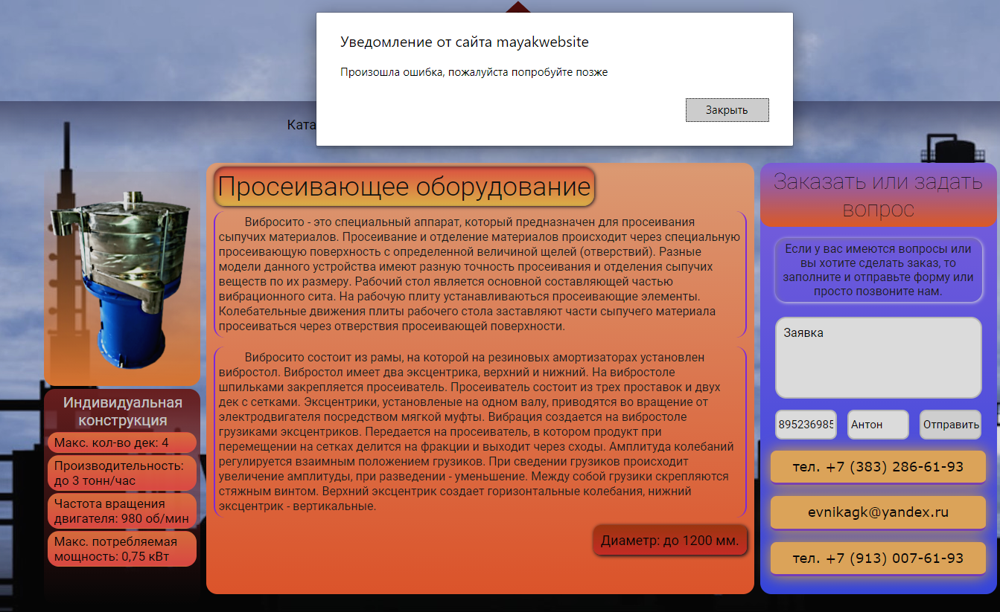 Уведомление от сайта mayakwebsite
Произошла ошибка, пожалуйста попробуйте позже
Закрыть
Ката
Просеивающее оборудование
Вибросито - это специальный аппарат, который предназначен для просеивания
сыпучих материалов. Просеивание и отделение материалов происходит через специальную
просеивающую поверхность с определенной величиной щелей (отверствий). Разные
модели данного устройства имеют разную точность просеивания и отделения сыпучих
веществ по их размеру. Рабочий стол является основной составляющей частью
вибрационного сита. На рабочую плиту устанавливаються просеивающие элементы.
Колебательные движения плиты рабочего стола заставляют части сыпучего материала
просеиваться через отверствия просеивающей поверхности.
Вибросито состоит из рамы, на которой на резиновых амортизаторах установлен
вибростол. Вибростол имеет два эксцентрика, верхний и нижний. На вибростоле
шпильками закрепляется просеиватель. Просеиватель состоит из трех проставок и двух
дек с сетками. Эксцентрики, установленые на одном валу, приводятся во вращение от
электродвигателя посредством мягкой муфты. Вибрация создается на вибростоле
грузиками эксцентриков. Передается на просеиватель, в котором продукт при
перемещении на сетках делится на фракции и выходит через сходы. Амплитуда колебаний
регулируется взаимным положением грузиков. При сведении грузиков происходит
увеличение амплитуды, при разведении - уменьшение. Между собой грузики скрепляются
стяжным винтом. Верхний эксцентрик создает горизонтальные колебания, нижний
эксцентрик - вертикальные.
Диаметр: до 1200 мм.
Индивидуальная
конструкция
Макс. кол-во дек: 4
Производительность:
до 3 тонн/час
Частота вращения
двигателя: 980 об/мин
Макс. потребляемая
мощность: 0,75 кВт
Заказать или задать
вопрос
Если у вас имеются вопросы или
вы хотите сделать заказ, то
заполните и отправьте форму или
просто позвоните нам.
Заявка
895236985
Антон
Отправить
тел. +7 (383) 286-61-93
evnikagk@yandex.ru
тел. +7 (913) 007-61-93